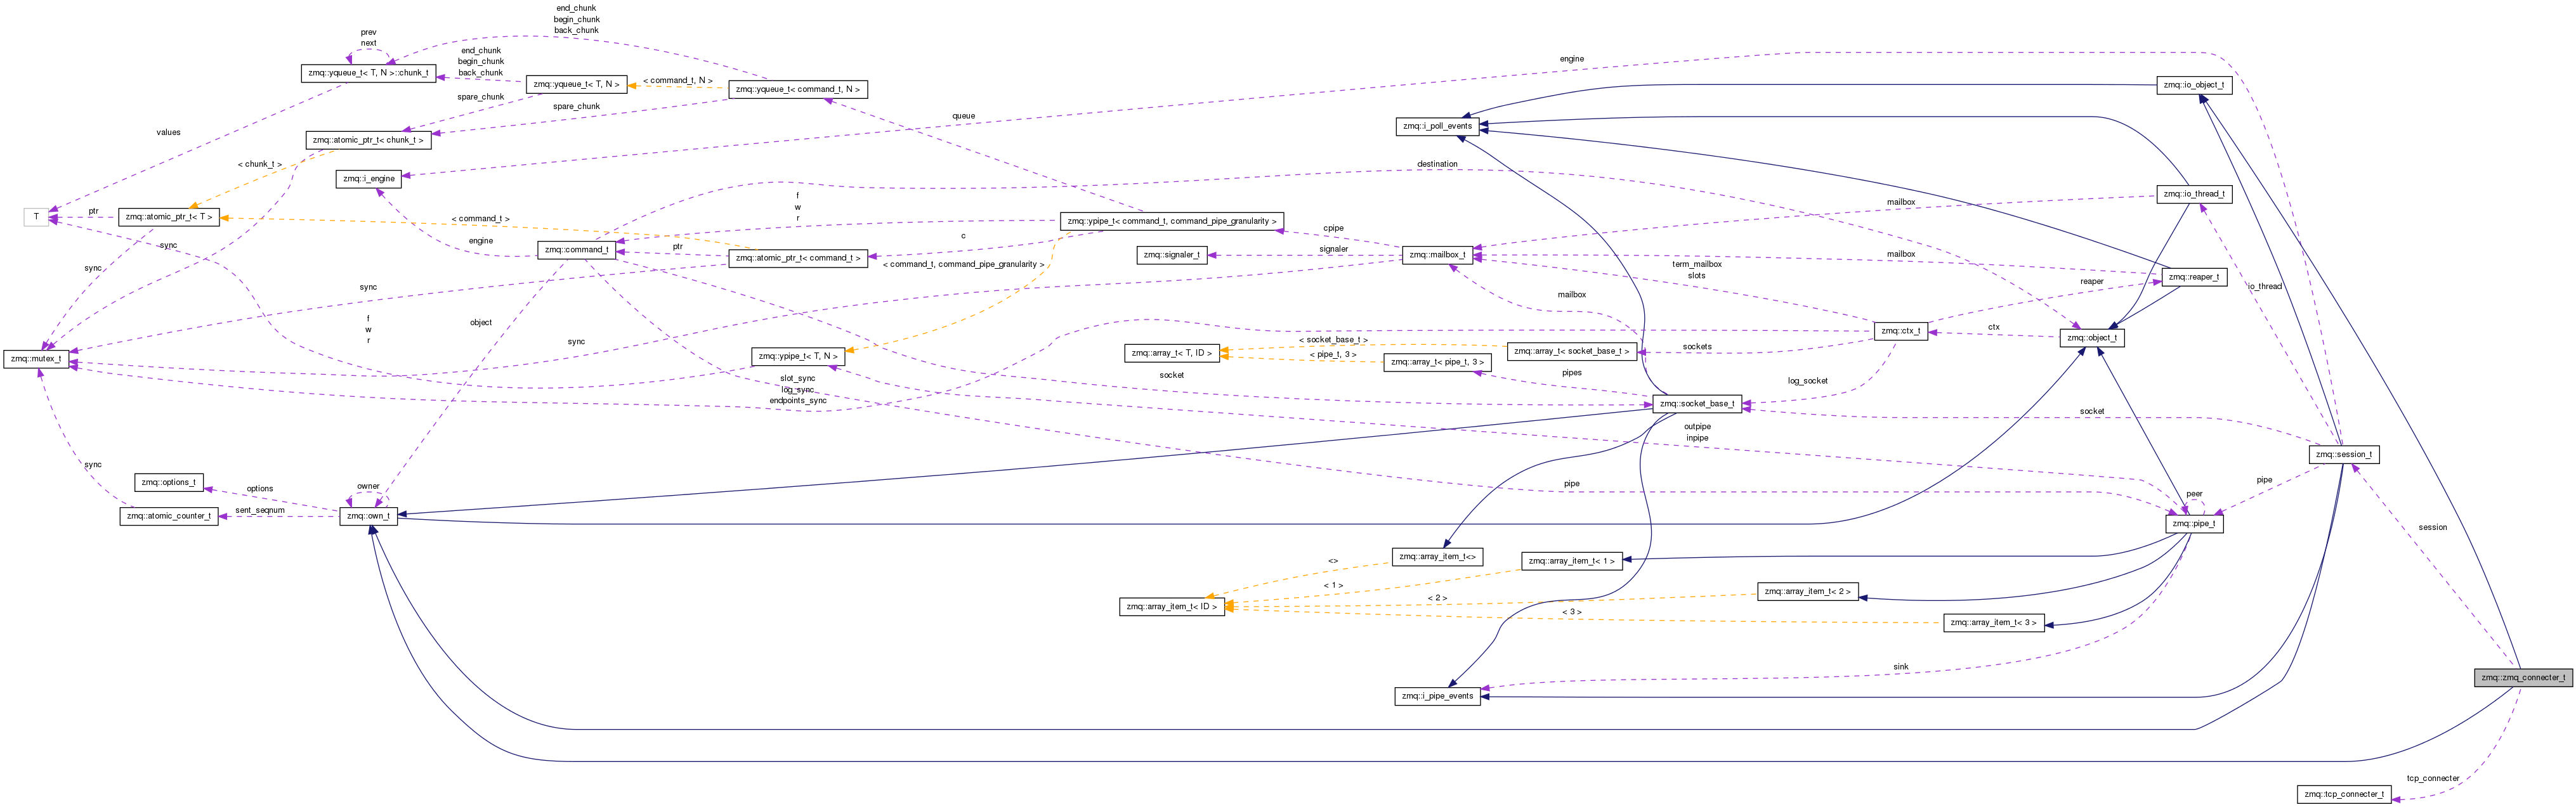 end_chunk
begin_chunk
back_chunk
prev
next
end_chunk
begin_chunk
back_chunk
engine
zmq::yqueue_t< T, N >::chunk_t
zmq::yqueue_t< T, N >
< command_t, N >
zmq::yqueue_t< command_t, N >
zmq::io_object_t
spare_chunk
spare_chunk
queue
values
zmq::i_poll_events
zmq::atomic_ptr_t< chunk_t >
< chunk_t >
destination
zmq::i_engine
f
w
r
zmq::io_thread_t
mailbox
T
ptr
zmq::atomic_ptr_t< T >
< command_t >
zmq::ypipe_t< command_t, command_pipe_granularity >
cpipe
c
sync
engine
zmq::command_t
ptr
zmq::atomic_ptr_t< command_t >
zmq::signaler_t
signaler
zmq::mailbox_t
mailbox
sync
< command_t, command_pipe_granularity >
term_mailbox
slots
zmq::reaper_t
reaper
io_thread
sync
mailbox
f
w
r
object
zmq::ctx_t
ctx
zmq::object_t
sync
zmq::mutex_t
zmq::ypipe_t< T, N >
zmq::array_t< T, ID >
< socket_base_t >
< pipe_t, 3 >
zmq::array_t< pipe_t, 3 >
zmq::array_t< socket_base_t >
sockets
slot_sync
log_sync
endpoints_sync
socket
pipes
log_socket
zmq::socket_base_t
socket
outpipe
inpipe
zmq::session_t
sync
zmq::options_t
options
owner
pipe
pipe
peer
zmq::atomic_counter_t
sent_seqnum
zmq::own_t
zmq::pipe_t
session
zmq::array_item_t<>
<>
zmq::array_item_t< 1 >
< 1 >
zmq::array_item_t< 2 >
< 2 >
zmq::array_item_t< ID >
< 3 >
zmq::array_item_t< 3 >
sink
zmq::zmq_connecter_t
zmq::i_pipe_events
tcp_connecter
zmq::tcp_connecter_t